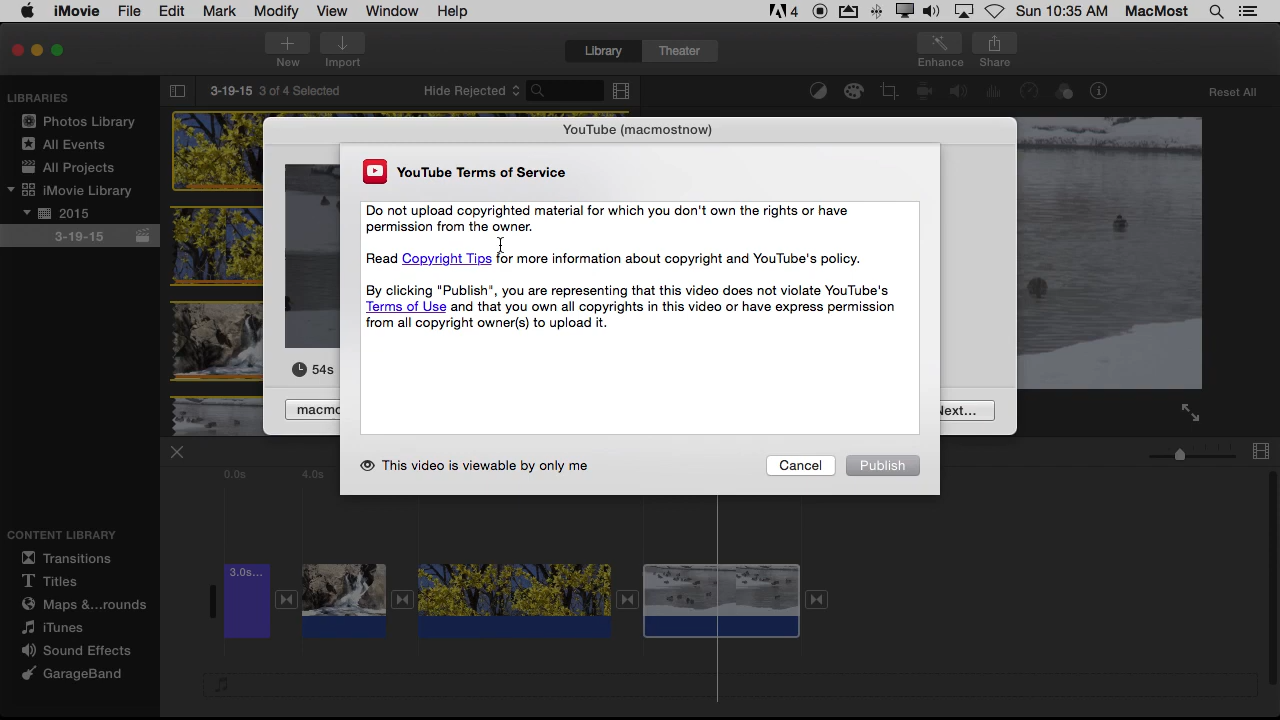 iMovie File Edit Mark Modify View Window Help 4 Sun 10:35 AM MacMost
Library Theater
New Import Enhance Share
LIBRARIES
Photos Library
All Events
All Projects
iMovie Library
2015
3-19-15
3-19-15 3 of 4 Selected Hide Rejected Reset All
YouTube (macmostnow)
YouTube Terms of Service
Do not upload copyrighted material for which you don't own the rights or have
permission from the owner.
Read Copyright Tips for more information about copyright and YouTube's policy.
By clicking "Publish", you are representing that this video does not violate YouTube's
Terms of Use and that you own all copyrights in this video or have express permission
from all copyright owner(s) to upload it.
54s
macmo
Next...
This video is viewable by only me
Cancel Publish
0.0s 4.0s
3.0s...
CONTENT LIBRARY
Transitions
Titles
Maps &...rounds
iTunes
Sound Effects
GarageBand